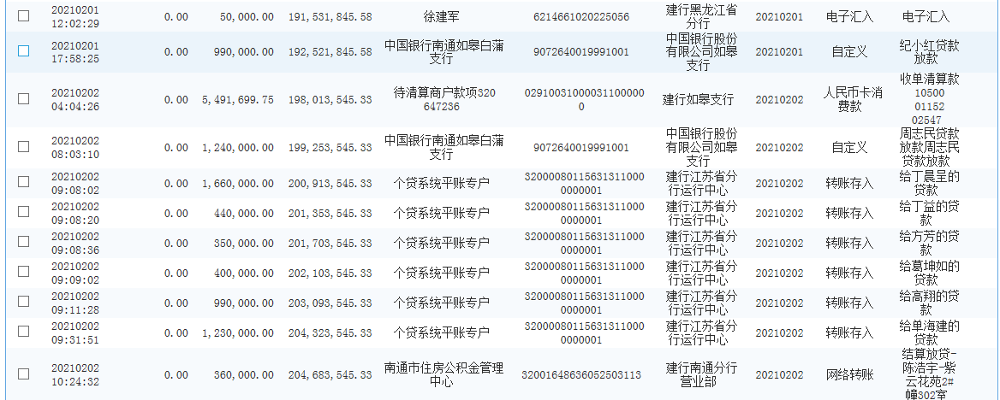 20210201 12:02:29 0.00 50,000.00 191,531,845.58 徐建军 6214661020225056 建行黑龙江省分行 20210201 电子汇入 电子汇入
20210201 17:58:25 0.00 990,000.00 192,521,845.58 中国银行南通如皋白蒲支行 9072640019991001 中国银行股份有限公司如皋支行 20210201 自定义 纪小红贷款放款
20210202 04:04:26 0.00 5,491,699.75 198,013,545.33 待清算商户款项320647236 029100310000311000000 建行如皋支行 20210202 人民币卡消费款 收单清算款 10500 01152 02547
20210202 08:03:10 0.00 1,240,000.00 199,253,545.33 中国银行南通如皋白蒲支行 9072640019991001 中国银行股份有限公司如皋支行 20210202 自定义 周志民贷款放款周志民贷款放款
20210202 09:08:02 0.00 1,660,000.00 200,913,545.33 个贷系统平账专户 320000801156313110000000001 建行江苏省分行运行中心 20210202 转账存入 给丁晨呈的贷款
20210202 09:08:20 0.00 440,000.00 201,353,545.33 个贷系统平账专户 320000801156313110000000001 建行江苏省分行运行中心 20210202 转账存入 给丁益的贷款
20210202 09:08:36 0.00 350,000.00 201,703,545.33 个贷系统平账专户 320000801156313110000000001 建行江苏省分行运行中心 20210202 转账存入 给方芳的贷款
20210202 09:09:02 0.00 400,000.00 202,103,545.33 个贷系统平账专户 320000801156313110000000001 建行江苏省分行运行中心 20210202 转账存入 给葛坤如的贷款
20210202 09:11:28 0.00 990,000.00 203,093,545.33 个贷系统平账专户 320000801156313110000000001 建行江苏省分行运行中心 20210202 转账存入 给高翔的贷款
20210202 09:31:51 0.00 1,230,000.00 204,323,545.33 个贷系统平账专户 320000801156313110000000001 建行江苏省分行运行中心 20210202 转账存入 给单海建的贷款
20210202 10:24:32 0.00 360,000.00 204,683,545.33 南通市住房公积金管理中心 32001648636052503113 建行南通分行营业部 20210202 网络转账 结算放贷-陈浩宇-紫云花苑2#幢302室